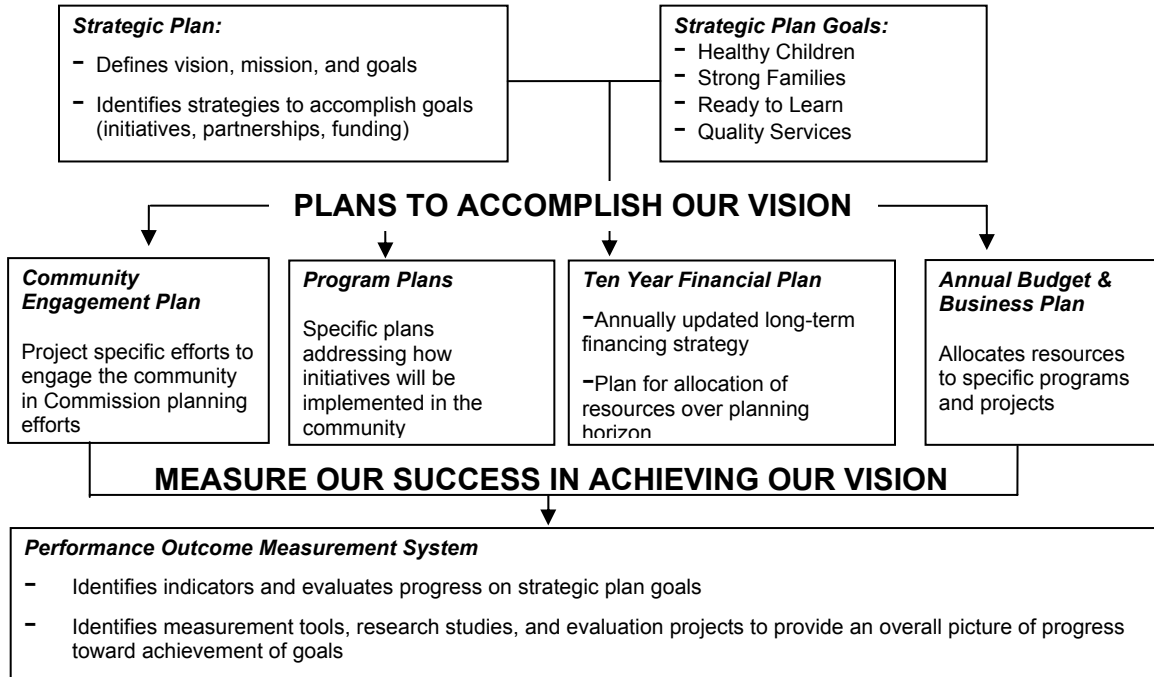 Strategic Plan:
- Defines vision, mission, and goals
- Identifies strategies to accomplish goals
(initiatives, partnerships, funding)
Strategic Plan Goals:
- Healthy Children
- Strong Families
- Ready to Learn
- Quality Services
PLANS TO ACCOMPLISH OUR VISION
Community
Engagement Plan
Project specific efforts to
engage the community
in Commission planning
efforts
Program Plans
Specific plans
addressing how
initiatives will be
implemented in the
community
Ten Year Financial Plan
-Annually updated long-term
financing strategy
-Plan for allocation of
resources over planning
horizon
Annual Budget &
Business Plan
Allocates resources
to specific programs
and projects
MEASURE OUR SUCCESS IN ACHIEVING OUR VISION
Performance Outcome Measurement System
- Identifies indicators and evaluates progress on strategic plan goals
- Identifies measurement tools, research studies, and evaluation projects to provide an overall picture of progress
toward achievement of goals